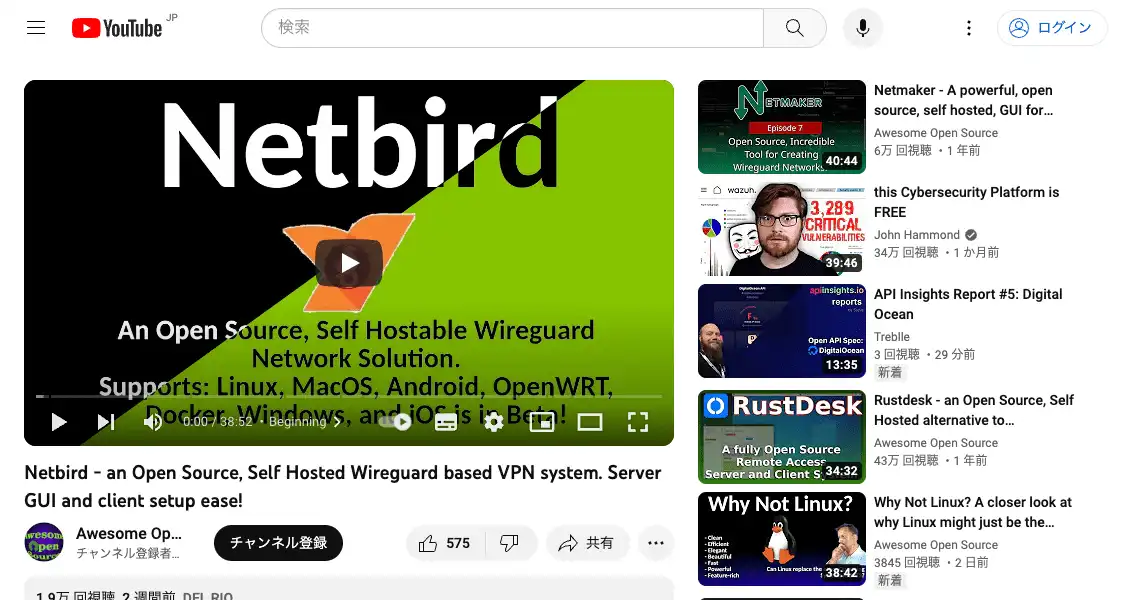 YouTube JP
検索
ログイン
Netbird
An Open Source, Self Hostable Wireguard
Network Solution.
Supports: Linux, MacOS, Android, OpenWRT,
Docker, Windows, and iOS is in Beta!
0:00 / 38:52 ・ Beginning
Netbird - an Open Source, Self Hosted Wireguard based VPN system. Server
GUI and client setup ease!
Awesome Open Source
Awesome Op...
チャンネル登録者...
チャンネル登録
575
共有
1.9万 回視聴 2 週間前 DEL RIO
NETMAKER
Episode 7
Open Source, Incredible
Tool for Creating
Wireguard Networks.
40:44
Netmaker - A powerful, open
source, self hosted, GUI for...
Awesome Open Source
6万 回視聴 ・1 年前
wazuh.
3,289
CRITICAL
VULNERABILITIES
39:46
this Cybersecurity Platform is
FREE
John Hammond
34万 回視聴 ・1 か月前
DigitalOcean API
apiinsights.io
reports
Open API Spec:
DigitalOcean
13:35
API Insights Report #5: Digital
Ocean
Treblle
3 回視聴 ・29 分前
新着
RustDesk
A fully Open Source
Remote Access
Server and Client
34:32
Rustdesk - an Open Source, Self
Hosted alternative to...
Awesome Open Source
43万 回視聴 ・1 年前
Why Not Linux?
- Clean
- Efficient
- Elegant
- Beautiful
- Fast
- Powerful
- Feature-rich
Can Linux replace the
38:42
Why Not Linux? A closer look at
why Linux might just be the...
Awesome Open Source
3845 回視聴 ・2 日前
新着